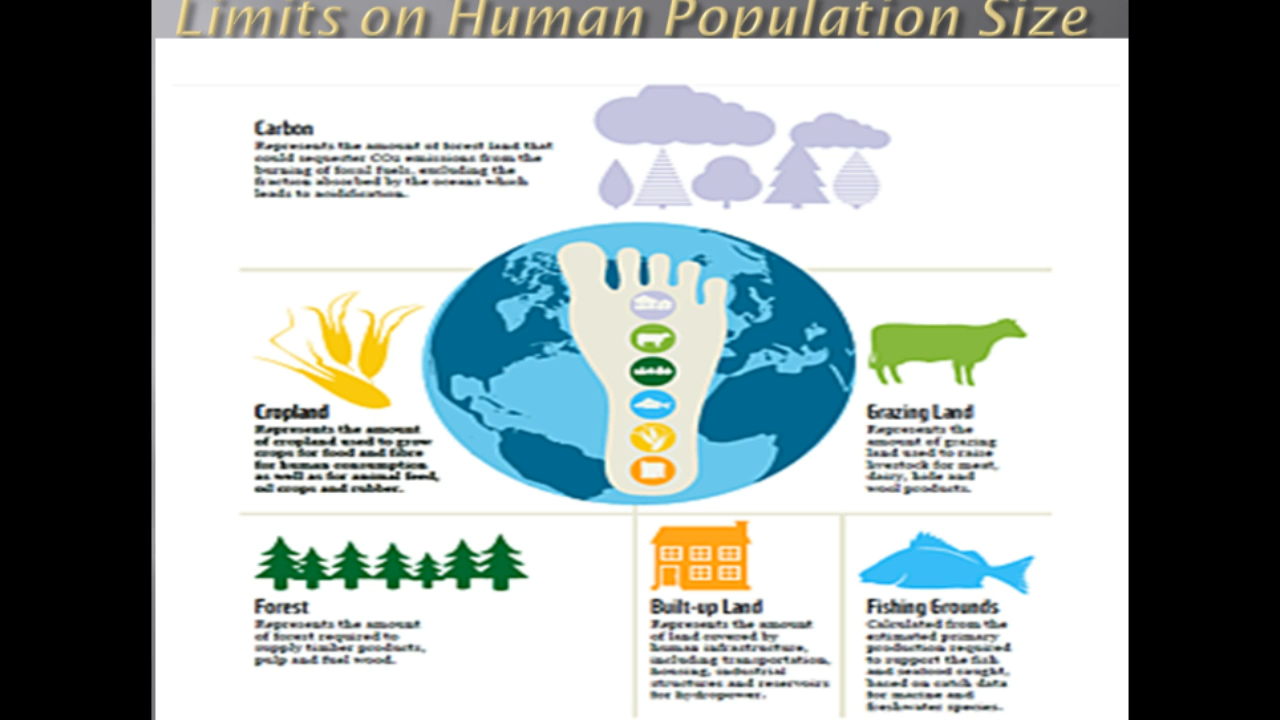 Limits on Human Population Size
Carbon
Represents the amount of forest land that
could sequester CO2 emissions from the
burning of fossil fuels, excluding the
fraction absorbed by the oceans which
leads to acidification.
Cropland
Represents the amount
of cropland used to grow
crops for food and fibre
for human consumption
as well as for animal feed,
oil crops and rubber.
Grazing Land
Represents the
amount of grazing
land used to raise
livestock for meat,
dairy, hide and
wool products.
Forest
Represents the amount
of forest required to
supply timber products,
pulp and fuel wood.
Built-up Land
Represents the amount
of land covered by
human infrastructure,
including transportation,
housing, industrial
structures and reservoirs
for hydropower.
Fishing Grounds
Calculated from the
estimated primary
production required
to support the fish
and seafood caught,
based on catch data
for marine and
freshwater species.